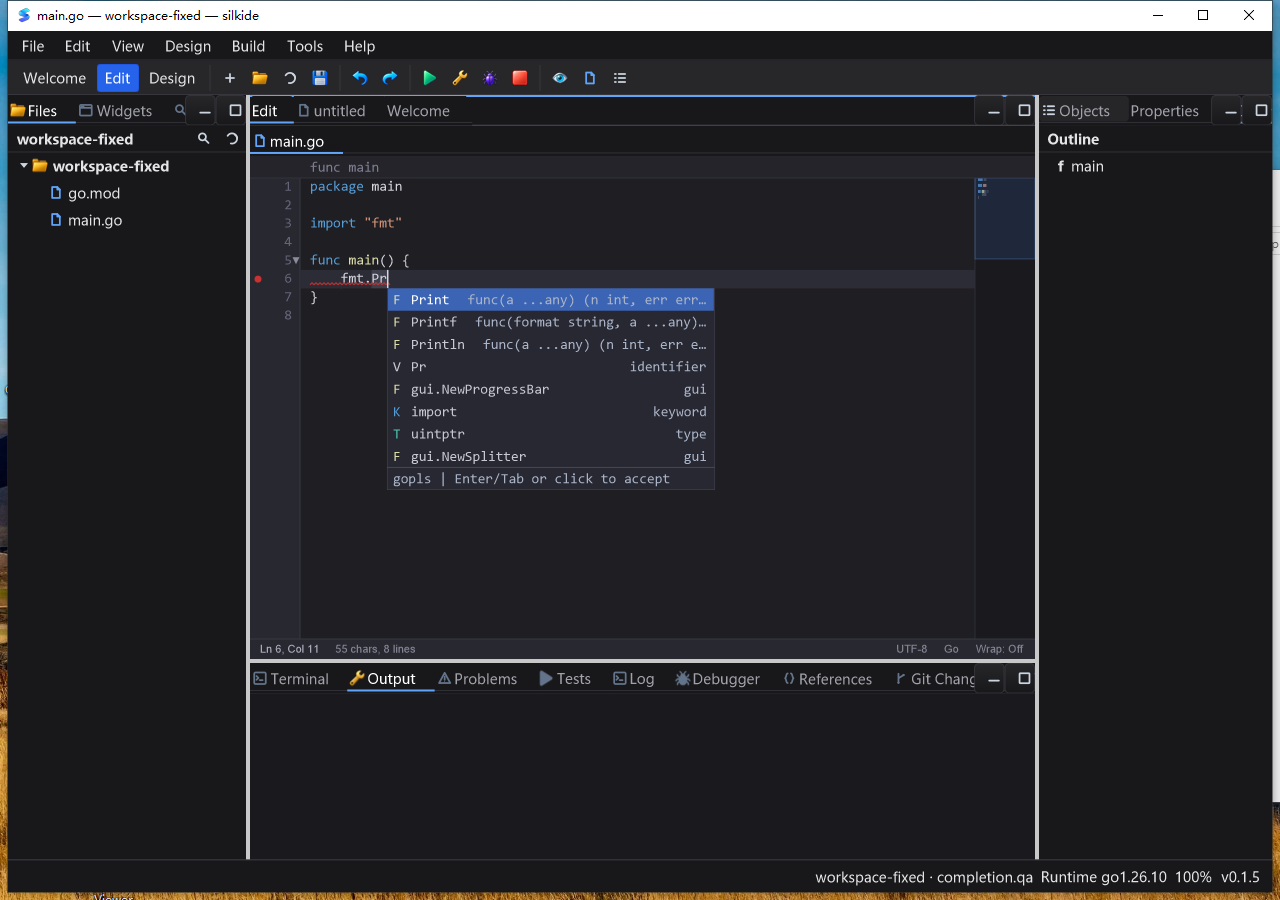 main.go — workspace-fixed — silkide
File Edit View Design Build Tools Help
Welcome Edit Design
Files Widgets
workspace-fixed
workspace-fixed
go.mod
main.go
Edit untitled Welcome
main.go
func main
1 package main
2
3 import "fmt"
4
5 func main() {
6 fmt.Pr
7 }
8
F Print func(a ...any) (n int, err err…
F Printf func(format string, a ...any)…
F Println func(a ...any) (n int, err e…
V Pr identifier
F gui.NewProgressBar gui
K import keyword
T uintptr type
F gui.NewSplitter gui
gopls | Enter/Tab or click to accept
Ln 6, Col 11 55 chars, 8 lines UTF-8 Go Wrap: Off
Terminal Output Problems Tests Log Debugger References Git Chang
Objects Properties
Outline
f main
workspace-fixed · completion.qa Runtime go1.26.10 100% v0.1.5